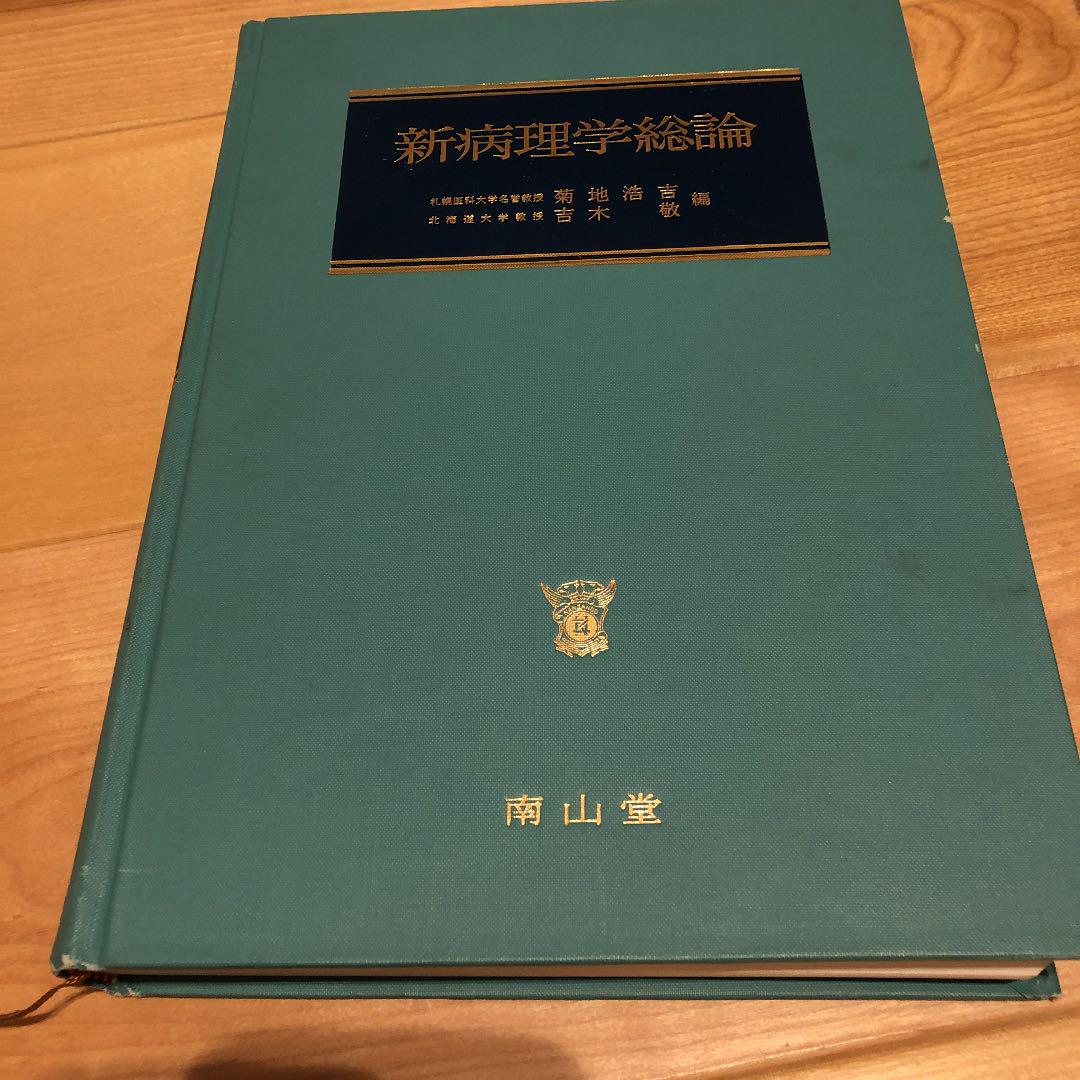 新病理学総論
札幌医科大学名誉教授 菊地浩吉 編
北海道大学教授 吉木 敬
南山堂